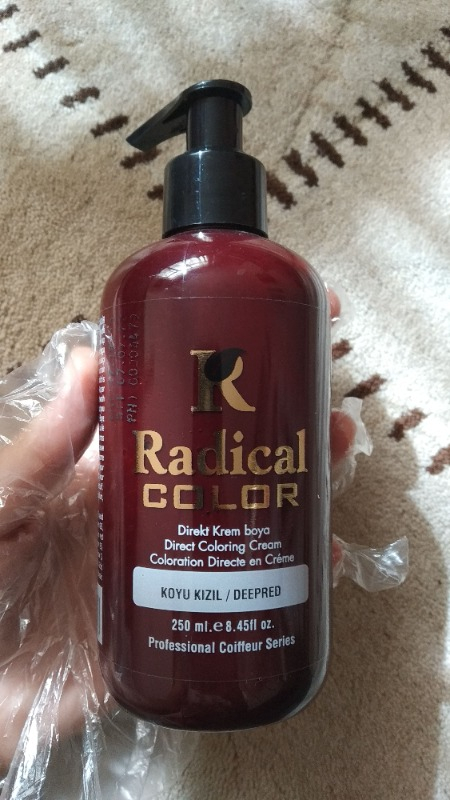 R
Radical
COLOR
Direkt Krem boya
Direct Coloring Cream
Coloration Directe en Créme
KOYU KIZIL / DEEPRED
250 ml.e 8.45fl oz.
Professional Coiffeur Series